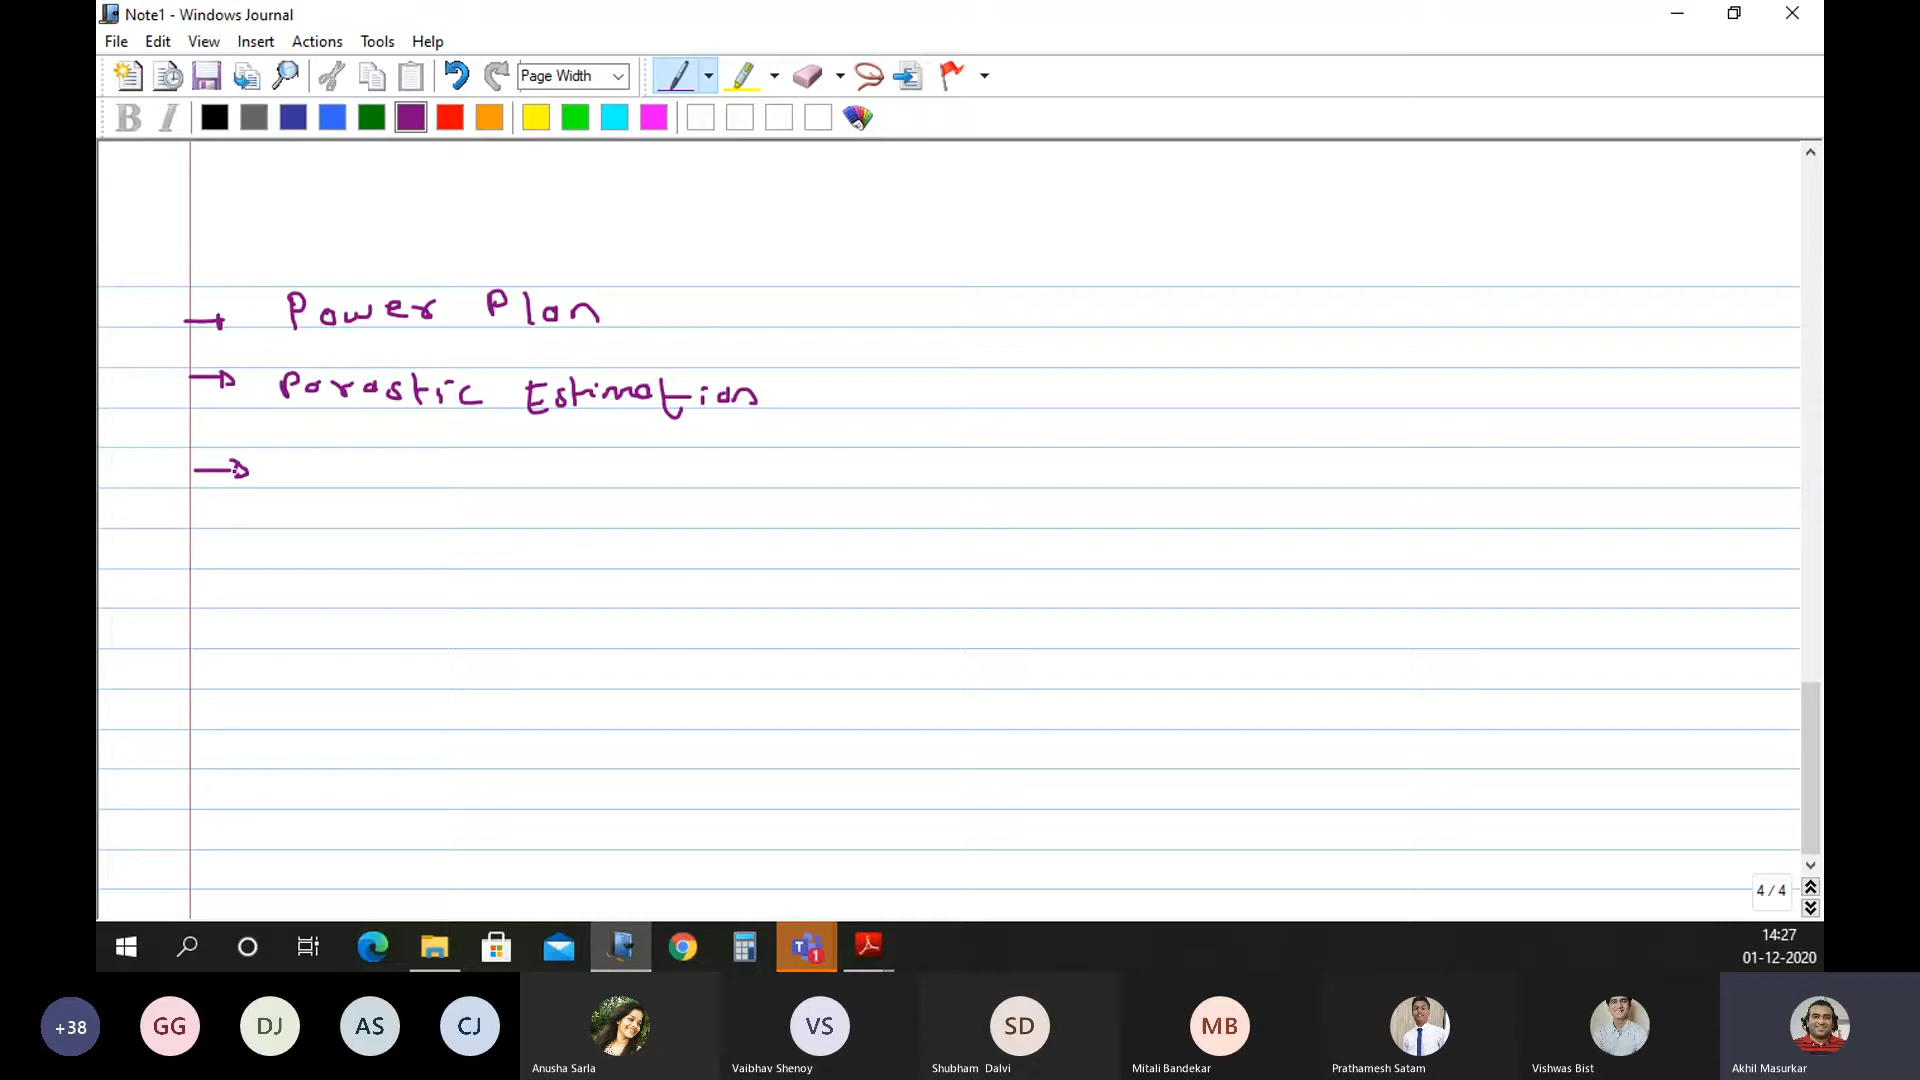 Note1 - Windows Journal
File Edit View Insert Actions Tools Help
Page Width
B I
Power Plan
Parastic Estimation
4 / 4
1
14:27
01-12-2020
+38 GG DJ AS CJ VS SD MB
Anusha Sarla Vaibhav Shenoy Shubham Dalvi Mitali Bandekar Prathamesh Satam Vishwas Bist Akhil Masurkar